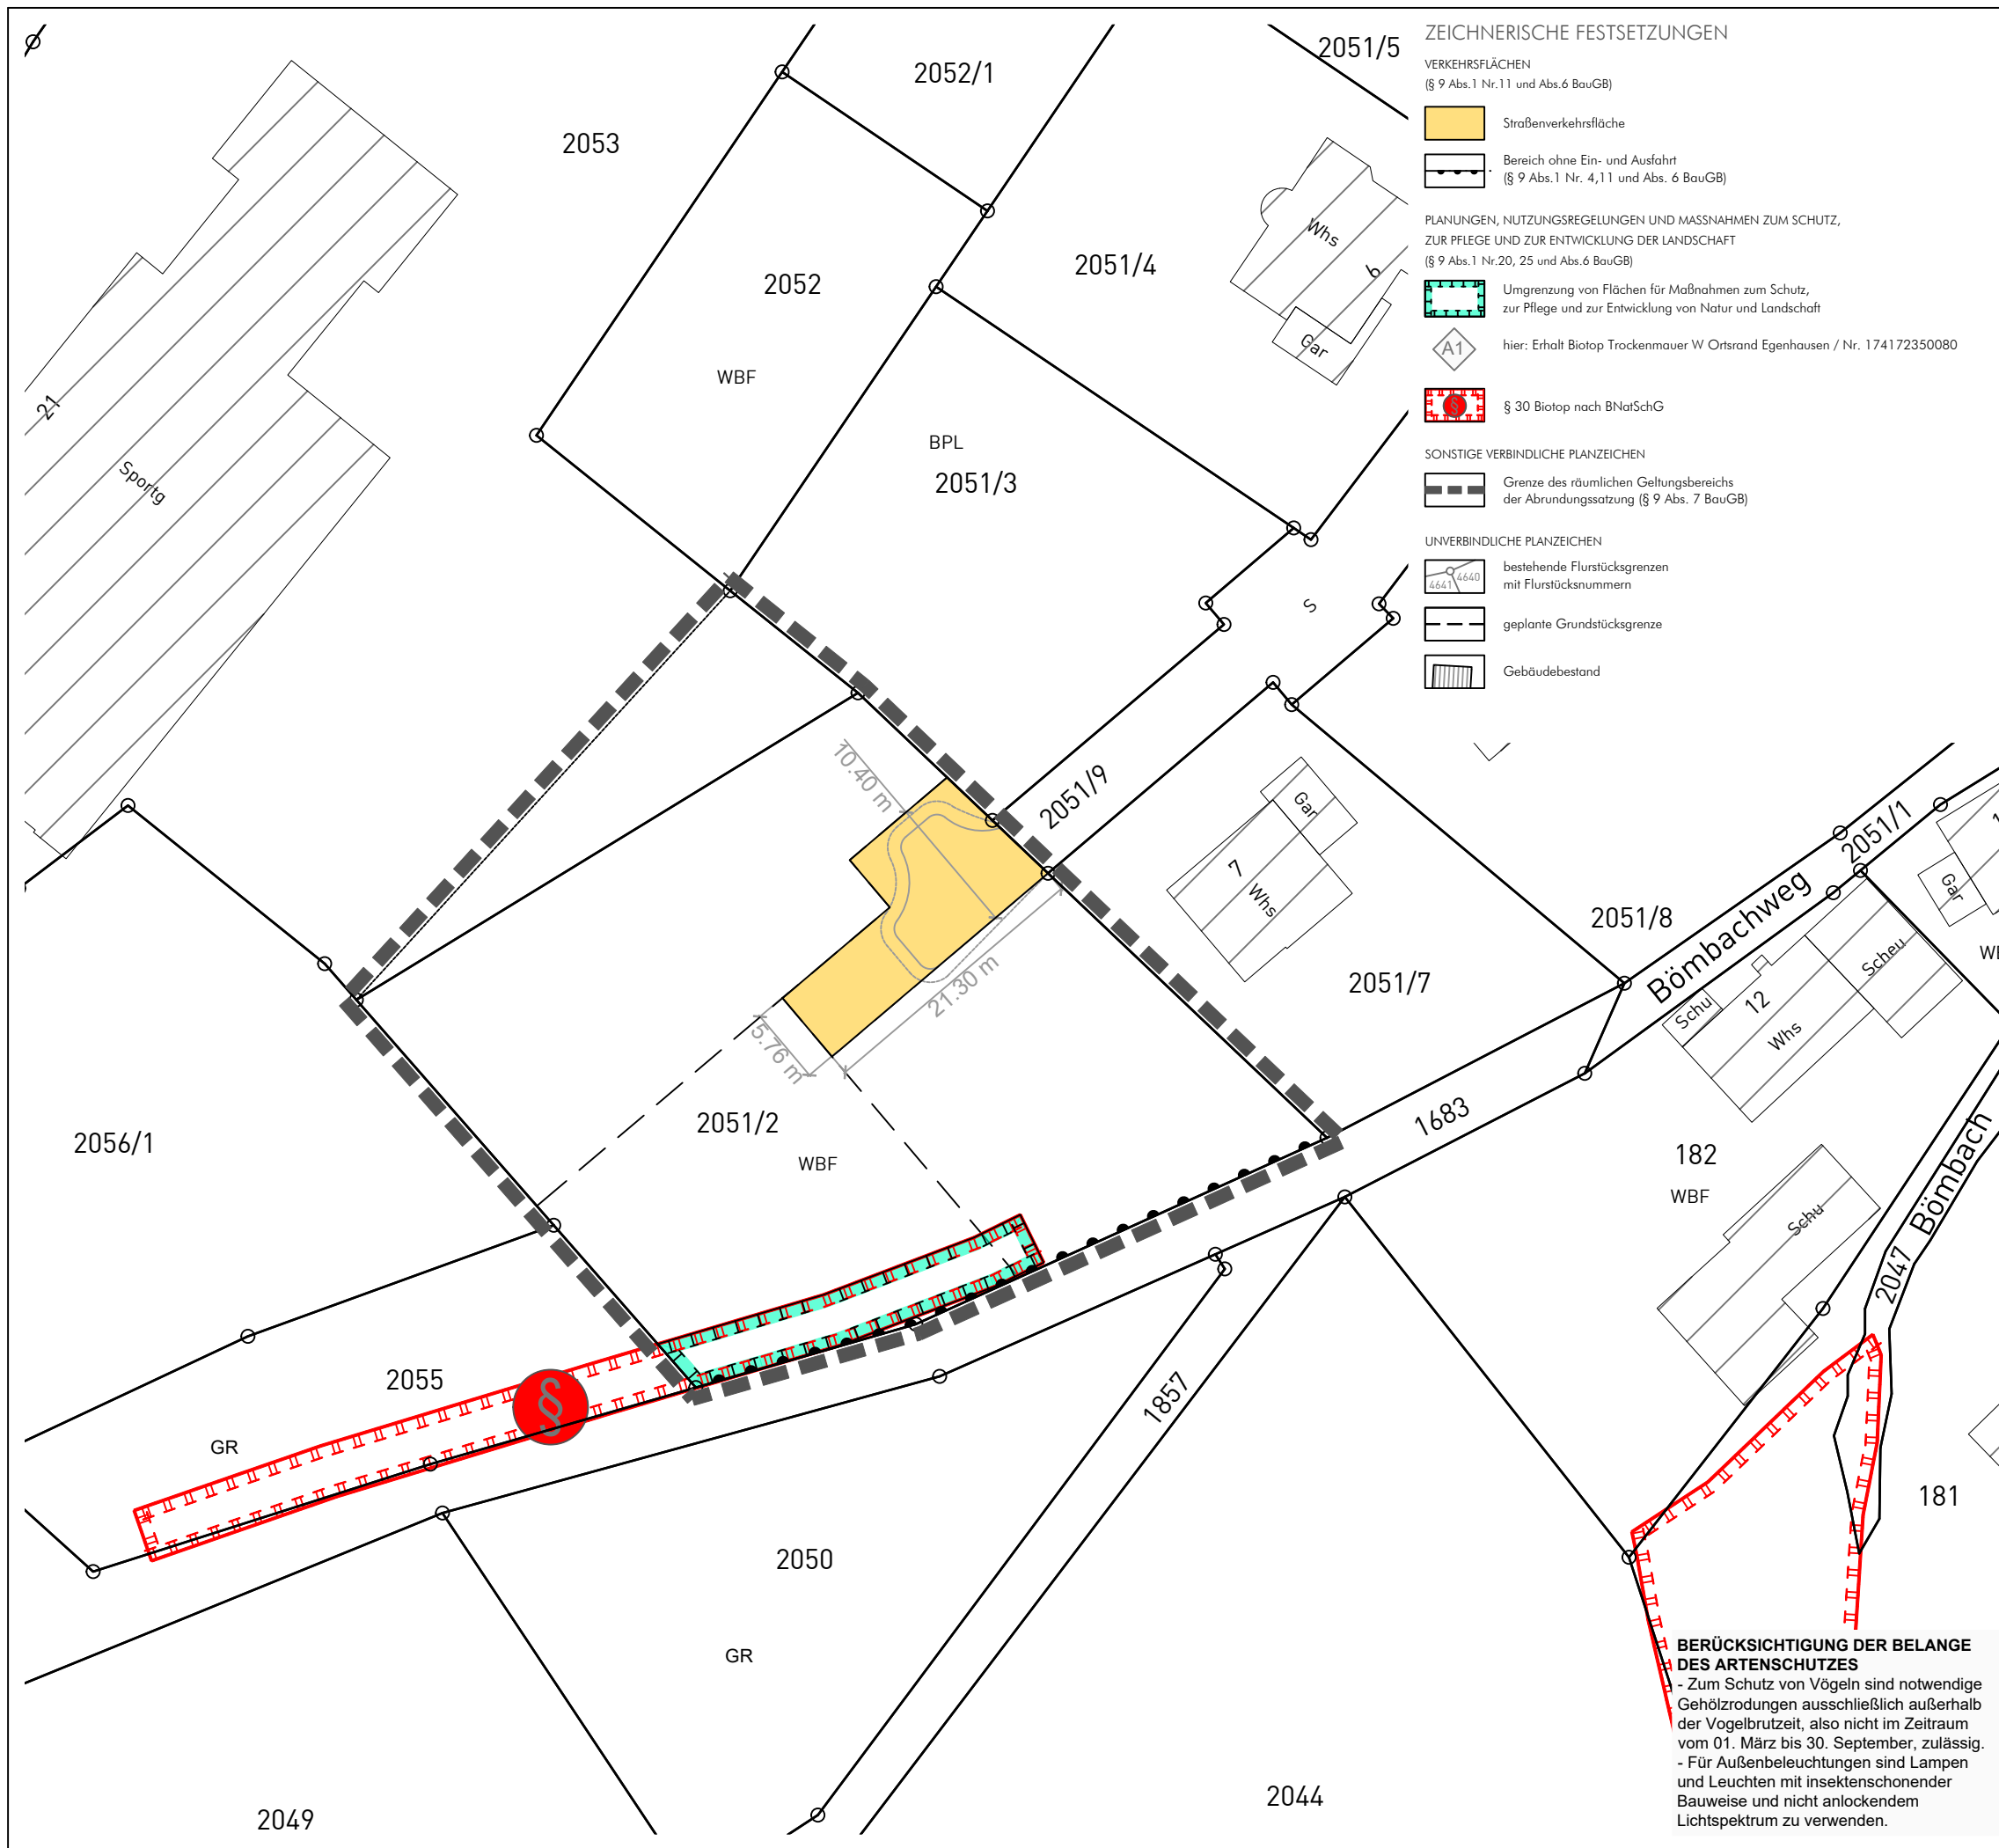 ZEICHNERISCHE FESTSETZUNGEN
VERKEHRSFLÄCHEN
(§ 9 Abs.1 Nr.11 und Abs.6 BauGB)
Straßenverkehrsfläche
Bereich ohne Ein- und Ausfahrt
(§ 9 Abs.1 Nr. 4,11 und Abs. 6 BauGB)
PLANUNGEN, NUTZUNGSREGELUNGEN UND MASSNAHMEN ZUM SCHUTZ,
ZUR PFLEGE UND ZUR ENTWICKLUNG DER LANDSCHAFT
(§ 9 Abs.1 Nr.20, 25 und Abs.6 BauGB)
Umgrenzung von Flächen für Maßnahmen zum Schutz,
zur Pflege und zur Entwicklung von Natur und Landschaft
A1
hier: Erhalt Biotop Trockenmauer W Ortsrand Egenhausen / Nr. 174172350080
§
§ 30 Biotop nach BNatSchG
SONSTIGE VERBINDLICHE PLANZEICHEN
Grenze des räumlichen Geltungsbereichs
der Abrundungssatzung (§ 9 Abs. 7 BauGB)
UNVERBINDLICHE PLANZEICHEN
4641
4640
bestehende Flurstücksgrenzen
mit Flurstücksnummern
geplante Grundstücksgrenze
Gebäudebestand
2051/5
2052/1
2053
2052
2051/4
Whs
6
Gar
WBF
BPL
2051/3
21
Sportg
S
10.40 m
2051/9
Gar
7
Whs
2051/1
Gar
2051/8
Bömbachweg
21.30 m
2051/7
Scheu
Schu
12
Whs
5.76 m
2051/2
WBF
2056/1
1683
182
WBF
Schu
Bömbach
2047
2055
§
GR
1857
181
2050
GR
2044
2049
BERÜCKSICHTIGUNG DER BELANGE
DES ARTENSCHUTZES
- Zum Schutz von Vögeln sind notwendige
Gehölzrodungen ausschließlich außerhalb
der Vogelbrutzeit, also nicht im Zeitraum
vom 01. März bis 30. September, zulässig.
- Für Außenbeleuchtungen sind Lampen
und Leuchten mit insektenschonender
Bauweise und nicht anlockendem
Lichtspektrum zu verwenden.